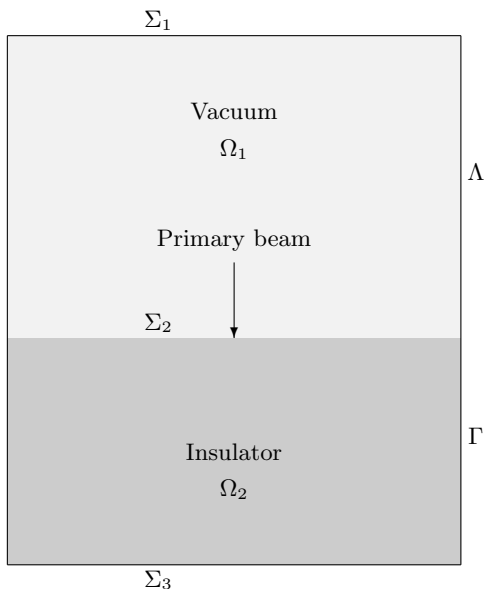 Σ₁
Vacuum
Ω₁
Λ
Primary beam
Σ₂
Γ
Insulator
Ω₂
Σ₃